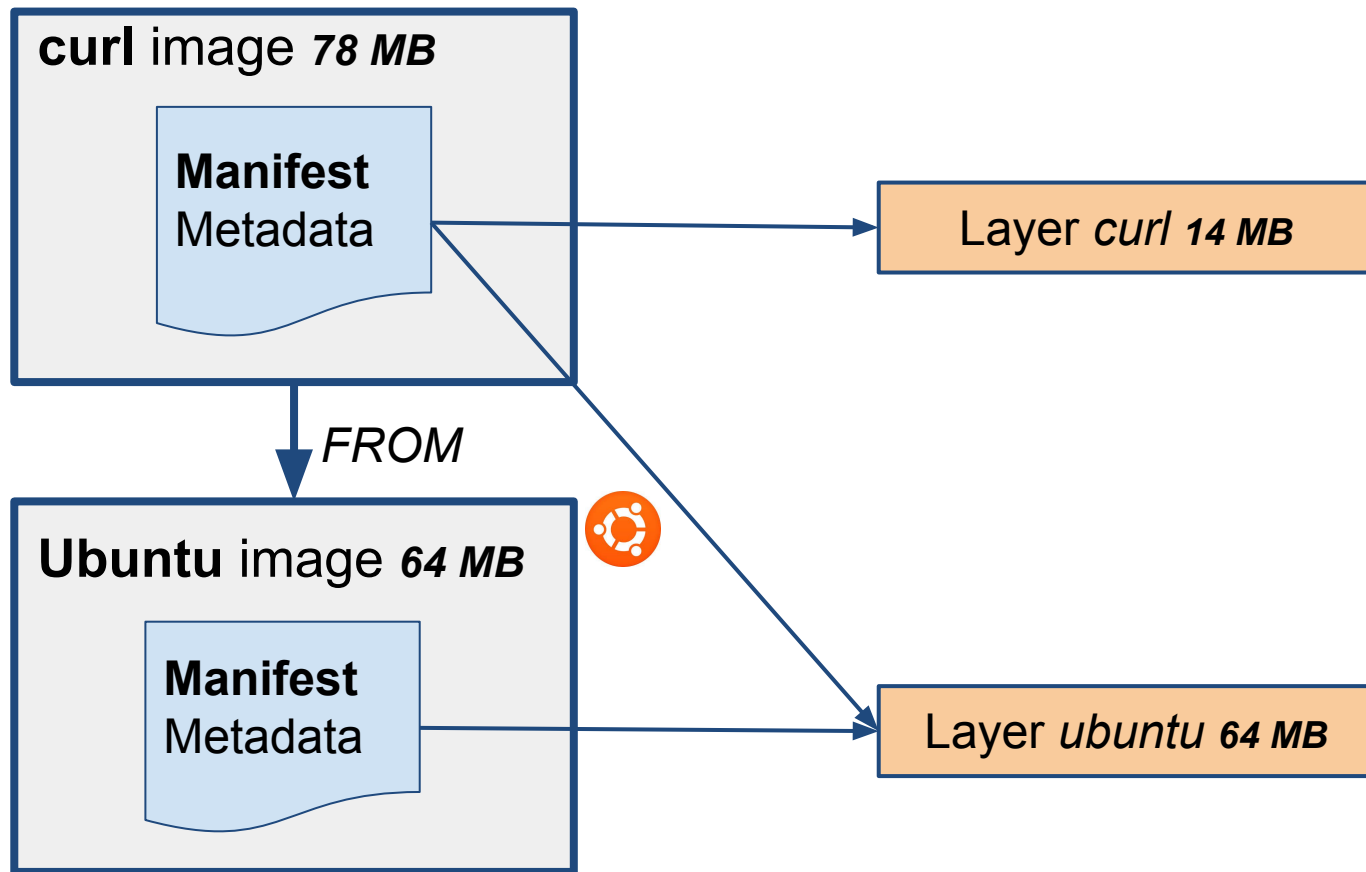 curl image 78 MB
Manifest
Metadata
Layer curl 14 MB
FROM
Ubuntu image 64 MB
Manifest
Metadata
Layer ubuntu 64 MB